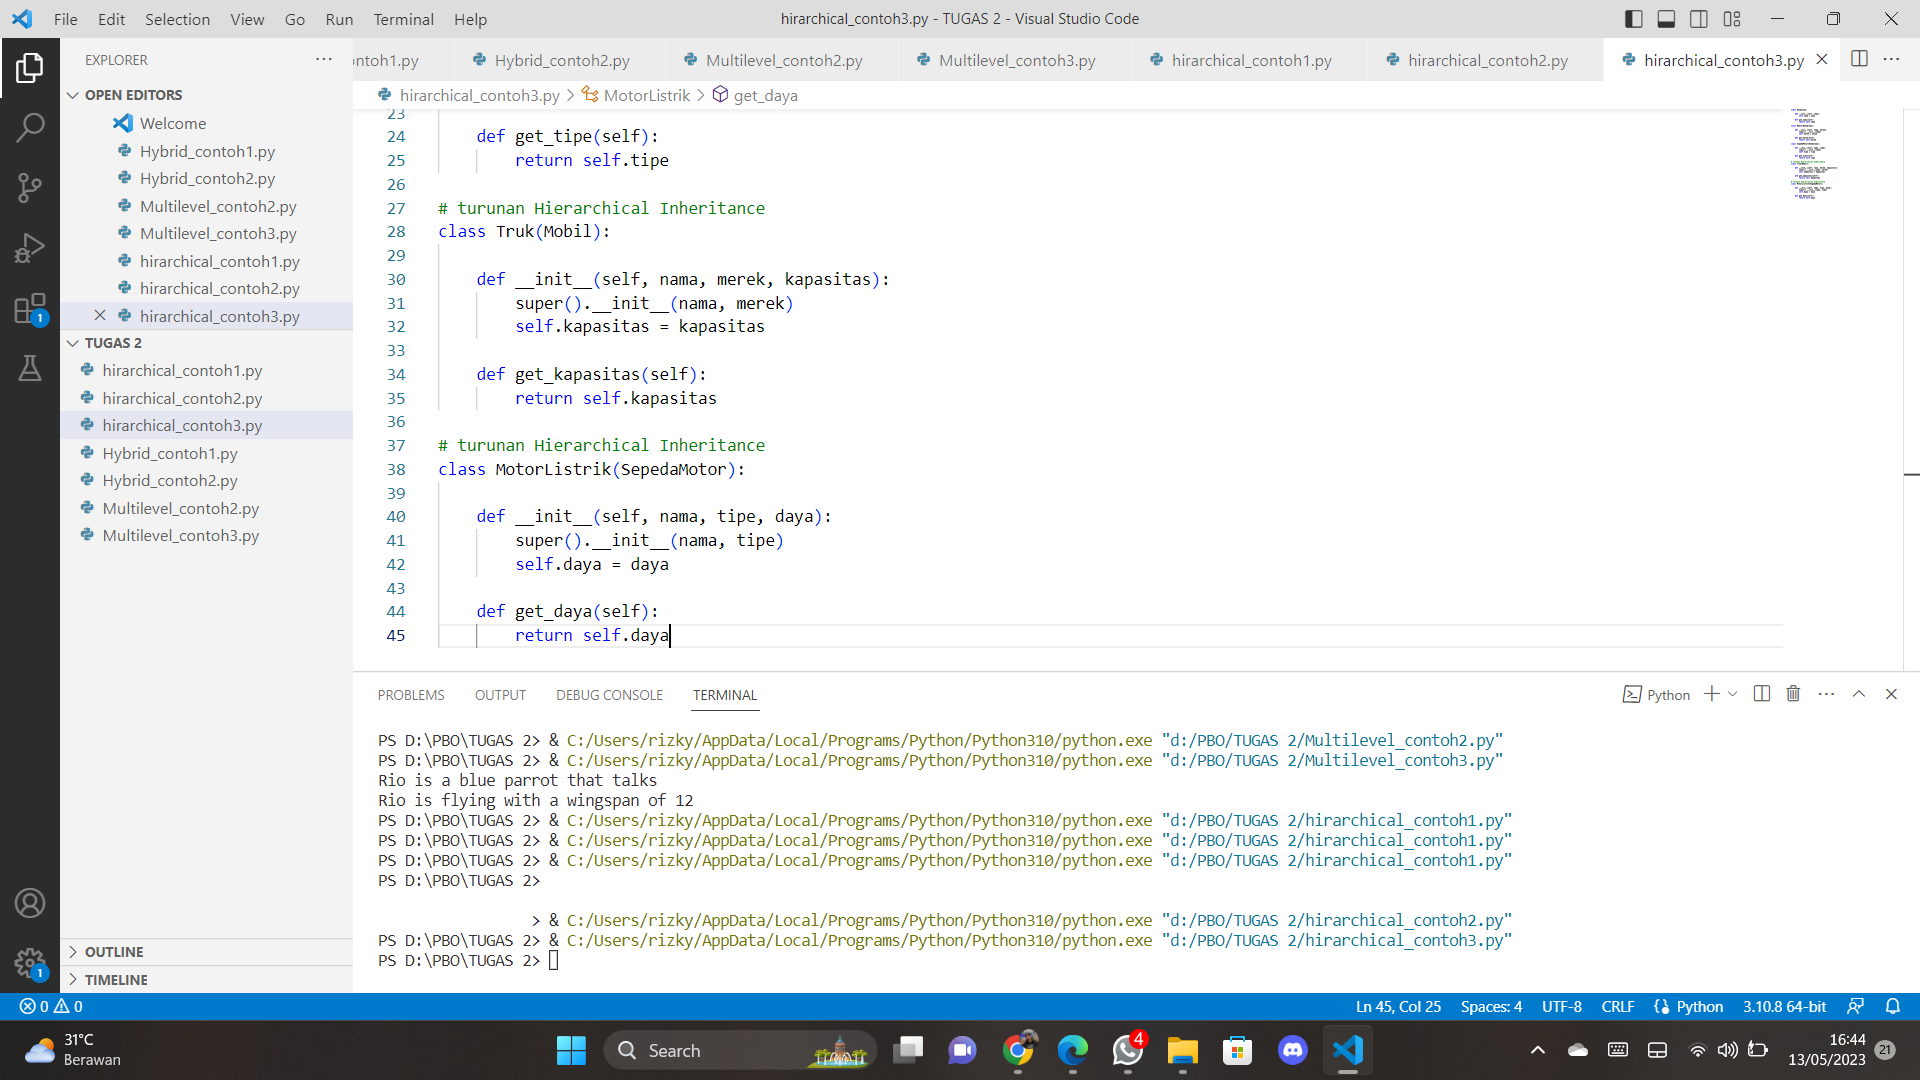 File Edit Selection View Go Run Terminal Help
hirarchical_contoh3.py - TUGAS 2 - Visual Studio Code
EXPLORER
ntoh1.py Hybrid_contoh2.py Multilevel_contoh2.py Multilevel_contoh3.py hirarchical_contoh1.py hirarchical_contoh2.py hirarchical_contoh3.py
OPEN EDITORS
Welcome
Hybrid_contoh1.py
Hybrid_contoh2.py
Multilevel_contoh2.py
Multilevel_contoh3.py
hirarchical_contoh1.py
hirarchical_contoh2.py
hirarchical_contoh3.py
TUGAS 2
hirarchical_contoh1.py
hirarchical_contoh2.py
hirarchical_contoh3.py
Hybrid_contoh1.py
Hybrid_contoh2.py
Multilevel_contoh2.py
Multilevel_contoh3.py
OUTLINE
TIMELINE
1
1
hirarchical_contoh3.py > MotorListrik > get_daya
23
24 def get_tipe(self):
25 return self.tipe
26
27 # turunan Hierarchical Inheritance
28 class Truk(Mobil):
29
30 def __init__(self, nama, merek, kapasitas):
31 super().__init__(nama, merek)
32 self.kapasitas = kapasitas
33
34 def get_kapasitas(self):
35 return self.kapasitas
36
37 # turunan Hierarchical Inheritance
38 class MotorListrik(SepedaMotor):
39
40 def __init__(self, nama, tipe, daya):
41 super().__init__(nama, tipe)
42 self.daya = daya
43
44 def get_daya(self):
45 return self.daya
PROBLEMS OUTPUT DEBUG CONSOLE TERMINAL
Python
PS D:\PBO\TUGAS 2> & C:/Users/rizky/AppData/Local/Programs/Python/Python310/python.exe "d:/PBO/TUGAS 2/Multilevel_contoh2.py"
PS D:\PBO\TUGAS 2> & C:/Users/rizky/AppData/Local/Programs/Python/Python310/python.exe "d:/PBO/TUGAS 2/Multilevel_contoh3.py"
Rio is a blue parrot that talks
Rio is flying with a wingspan of 12
PS D:\PBO\TUGAS 2> & C:/Users/rizky/AppData/Local/Programs/Python/Python310/python.exe "d:/PBO/TUGAS 2/hirarchical_contoh1.py"
PS D:\PBO\TUGAS 2> & C:/Users/rizky/AppData/Local/Programs/Python/Python310/python.exe "d:/PBO/TUGAS 2/hirarchical_contoh1.py"
PS D:\PBO\TUGAS 2> & C:/Users/rizky/AppData/Local/Programs/Python/Python310/python.exe "d:/PBO/TUGAS 2/hirarchical_contoh1.py"
PS D:\PBO\TUGAS 2>
> & C:/Users/rizky/AppData/Local/Programs/Python/Python310/python.exe "d:/PBO/TUGAS 2/hirarchical_contoh2.py"
PS D:\PBO\TUGAS 2> & C:/Users/rizky/AppData/Local/Programs/Python/Python310/python.exe "d:/PBO/TUGAS 2/hirarchical_contoh3.py"
PS D:\PBO\TUGAS 2>
0 0
Ln 45, Col 25 Spaces: 4 UTF-8 CRLF Python 3.10.8 64-bit
31°C
Berawan
Search
4
16:44
13/05/2023
21